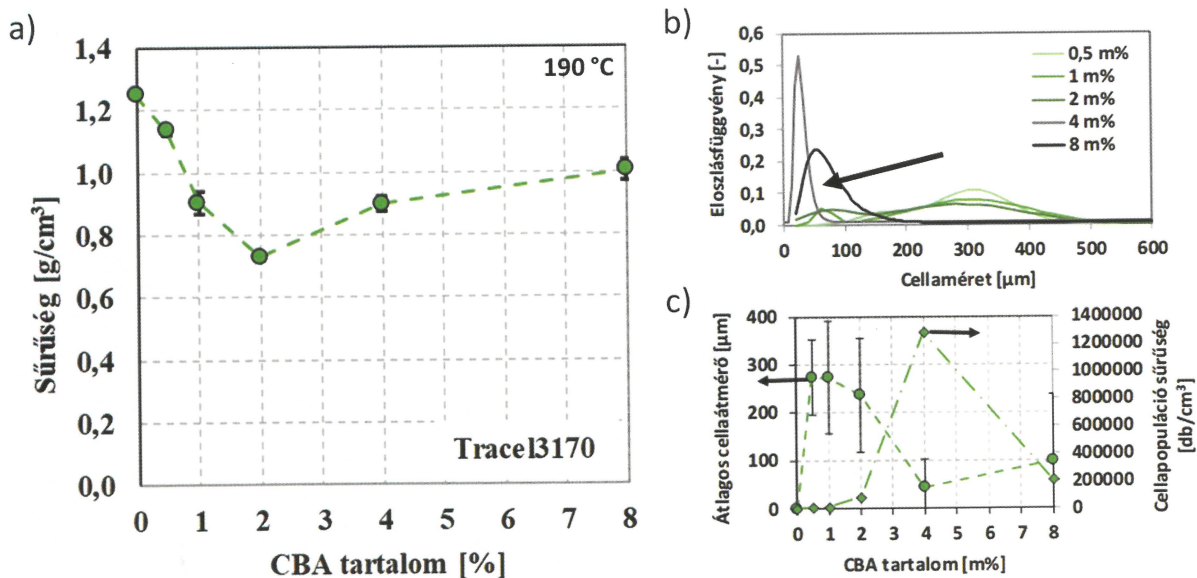 a)
Sűrűség [g/cm³]
1,4
1,2
1,0
0,8
0,6
0,4
0,2
0,0
190 °C
Tracel3170
0 1 2 3 4 5 6 7 8
CBA tartalom [%]
b)
Eloszlásfüggvény [-]
0,6
0,5
0,4
0,3
0,2
0,1
0,0
0,5 m%
1 m%
2 m%
4 m%
8 m%
0 100 200 300 400 500 600
Cellaméret [µm]
c)
Átlagos cellaátmérő [µm]
400
300
200
100
0
1400000
1200000
1000000
800000
600000
400000
200000
0
Cellapopuláció sűrűség
[db/cm³]
0 1 2 3 4 5 6 7 8
CBA tartalom [m%]